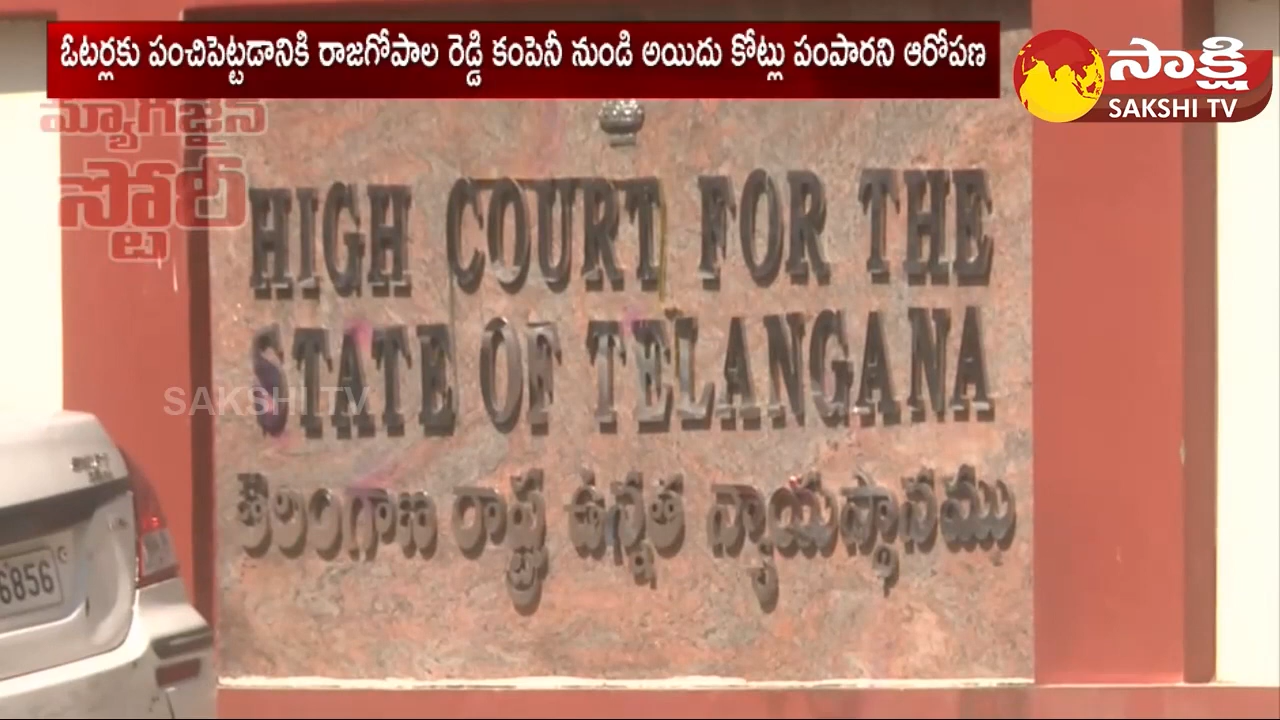 ఓటర్లకు పంచిపెట్టడానికి రాజగోపాల రెడ్డి కంపెనీ నుండి అయిదు కోట్లు పంపారని ఆరోపణ
సాక్షి
SAKSHI TV
మ్యాగజైన్
స్టోరీ
HIGH COURT FOR THE
STATE OF TELANGANA
SAKSHI TV
తెలంగాణ రాష్ట్ర ఉన్నత న్యాయస్థానము
6856